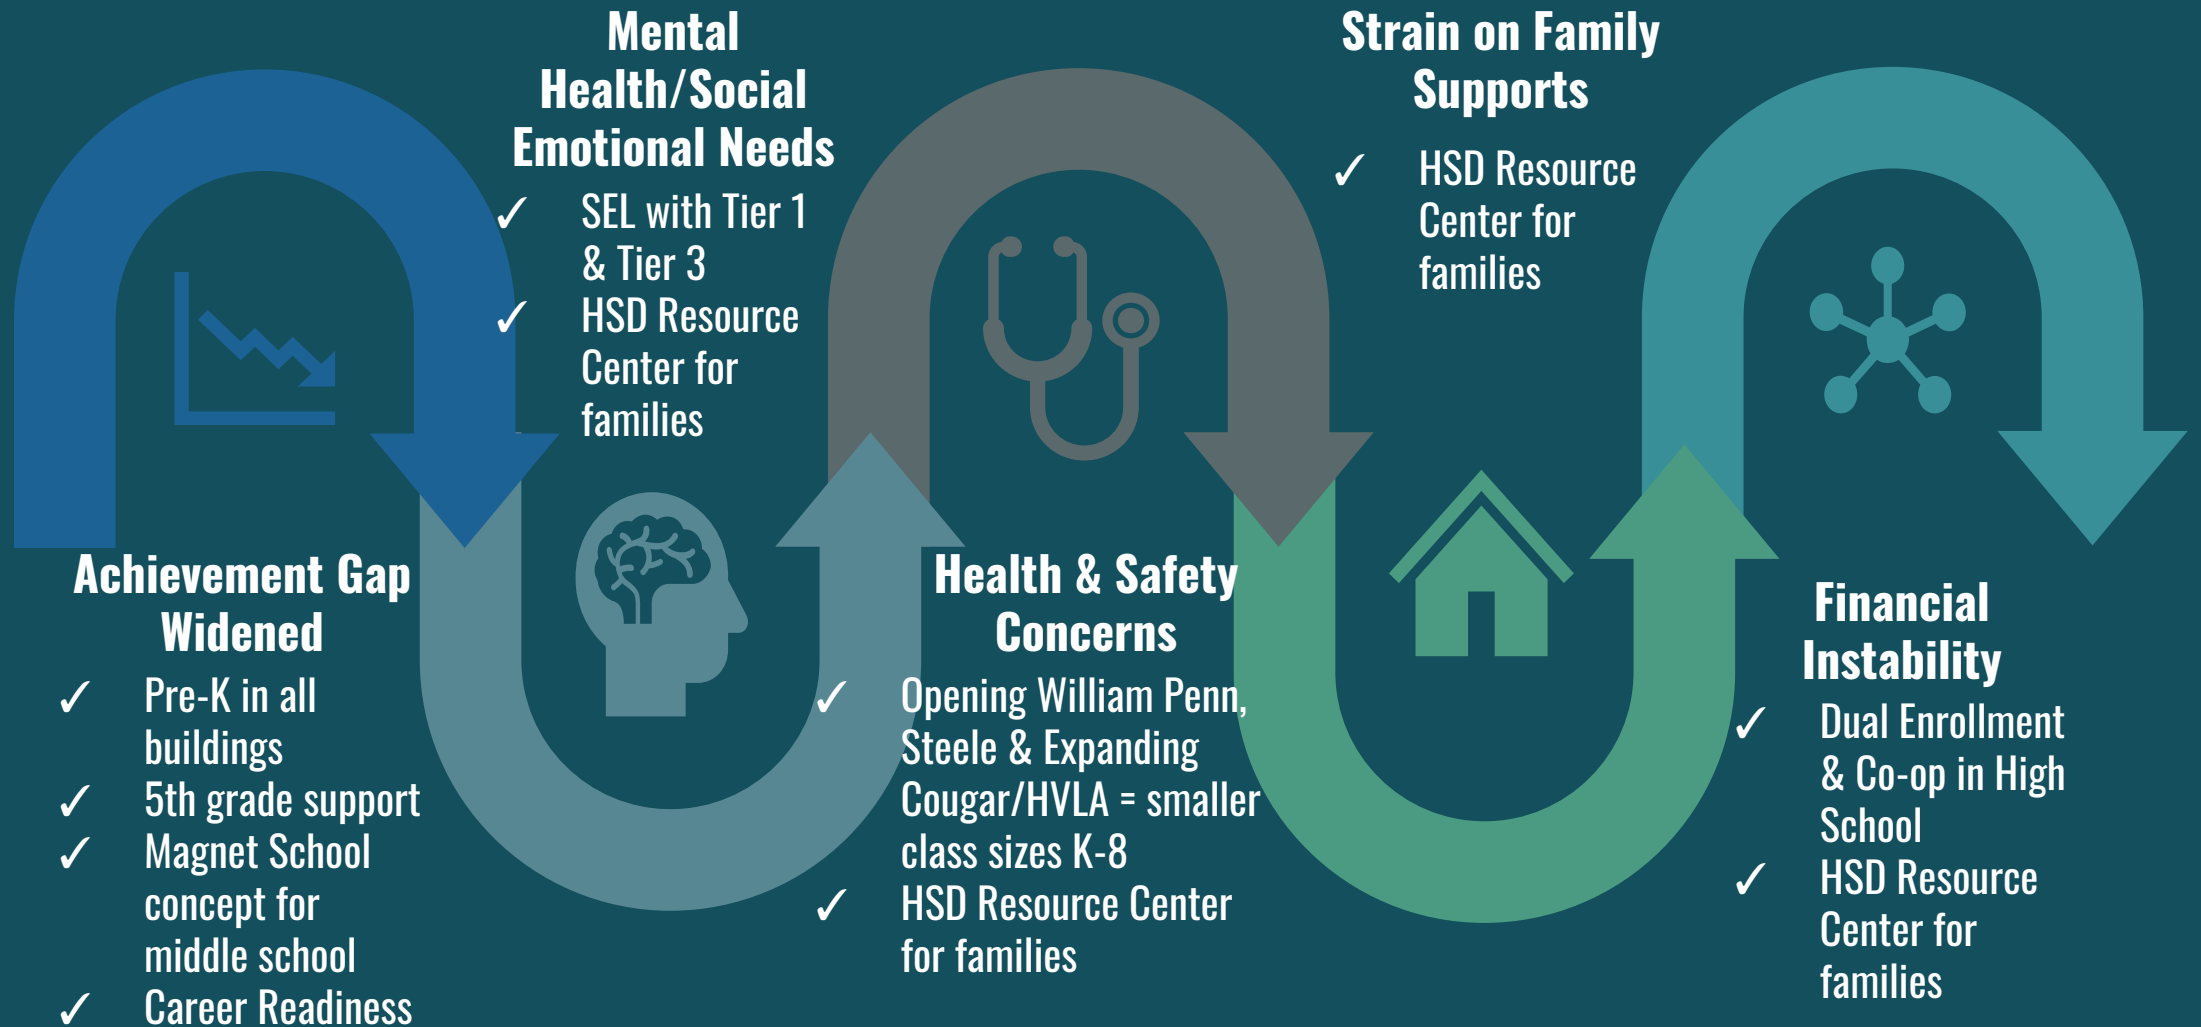 Achievement Gap
Widened
✓ Pre-K in all
buildings
✓ 5th grade support
✓ Magnet School
concept for
middle school
✓ Career Readiness
Mental
Health/Social
Emotional Needs
✓ SEL with Tier 1
& Tier 3
✓ HSD Resource
Center for
families
Health & Safety
Concerns
✓ Opening William Penn,
Steele & Expanding
Cougar/HVLA = smaller
class sizes K-8
✓ HSD Resource Center
for families
Strain on Family
Supports
✓ HSD Resource
Center for
families
Financial
Instability
✓ Dual Enrollment
& Co-op in High
School
✓ HSD Resource
Center for
families